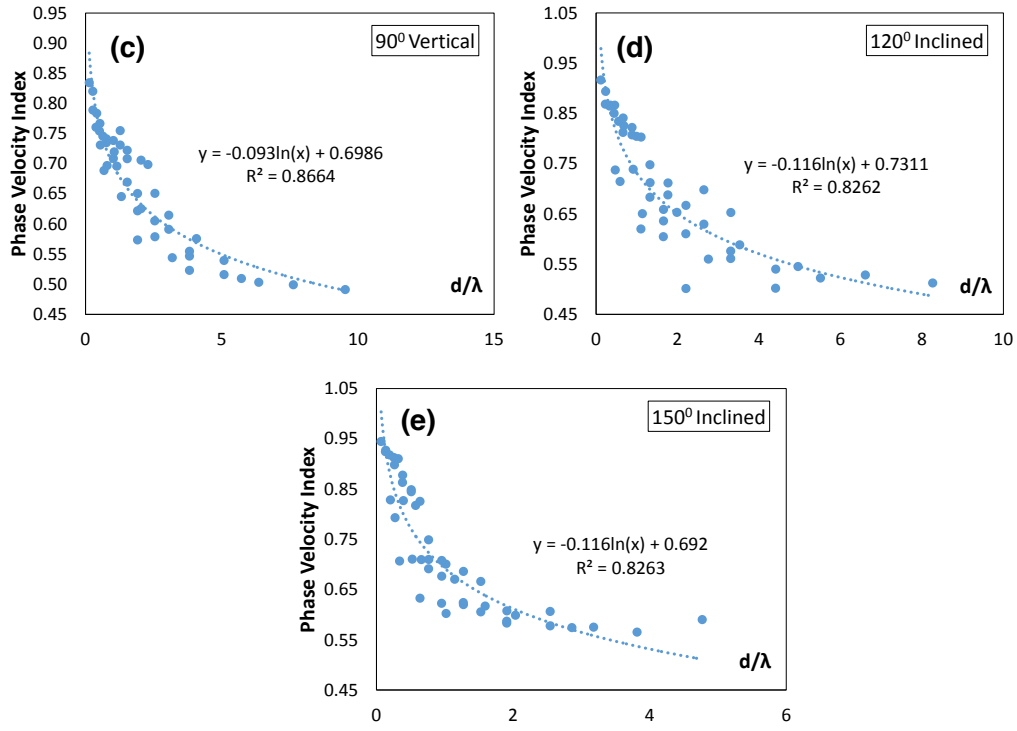 (c)
90⁰ Vertical
Phase Velocity Index
0.95
0.90
0.85
0.80
0.75
0.70
0.65
0.60
0.55
0.50
0.45
y = -0.093ln(x) + 0.6986
R² = 0.8664
d/λ
0 5 10 15
(d)
120⁰ Inclined
Phase Velocity Index
1.05
0.95
0.85
0.75
0.65
0.55
0.45
y = -0.116ln(x) + 0.7311
R² = 0.8262
d/λ
0 2 4 6 8 10
(e)
150⁰ Inclined
Phase Velocity Index
1.05
0.95
0.85
0.75
0.65
0.55
0.45
y = -0.116ln(x) + 0.692
R² = 0.8263
d/λ
0 2 4 6